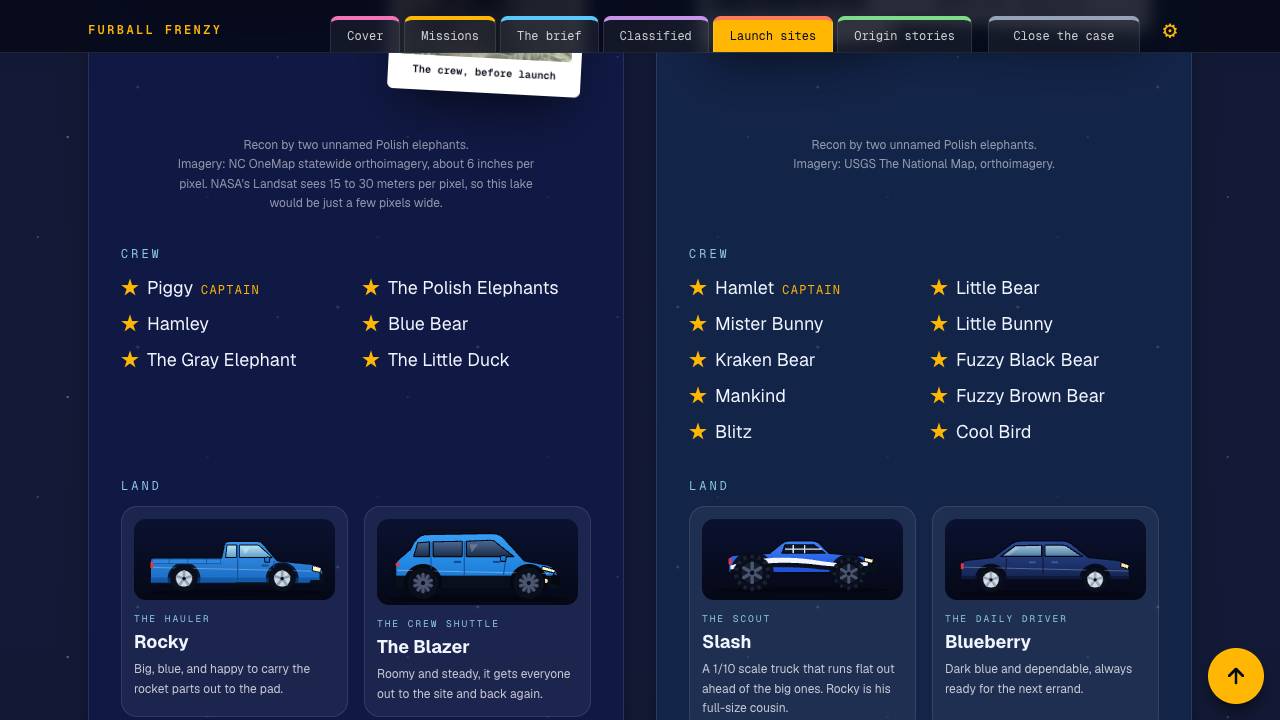 FURBALL FRENZY
Cover
Missions
The brief
Classified
Launch sites
Origin stories
Close the case
The crew, before launch
Recon by two unnamed Polish elephants.
Imagery: NC OneMap statewide orthoimagery, about 6 inches per
pixel. NASA's Landsat sees 15 to 30 meters per pixel, so this lake
would be just a few pixels wide.
CREW
Piggy CAPTAIN
The Polish Elephants
Hamley
Blue Bear
The Gray Elephant
The Little Duck
LAND
THE HAULER
Rocky
Big, blue, and happy to carry the
rocket parts out to the pad.
THE CREW SHUTTLE
The Blazer
Roomy and steady, it gets everyone
out to the site and back again.
Recon by two unnamed Polish elephants.
Imagery: USGS The National Map, orthoimagery.
CREW
Hamlet CAPTAIN
Little Bear
Mister Bunny
Little Bunny
Kraken Bear
Fuzzy Black Bear
Mankind
Fuzzy Brown Bear
Blitz
Cool Bird
LAND
THE SCOUT
Slash
A 1/10 scale truck that runs flat out
ahead of the big ones. Rocky is his
full-size cousin.
THE DAILY DRIVER
Blueberry
Dark blue and dependable, always
ready for the next errand.